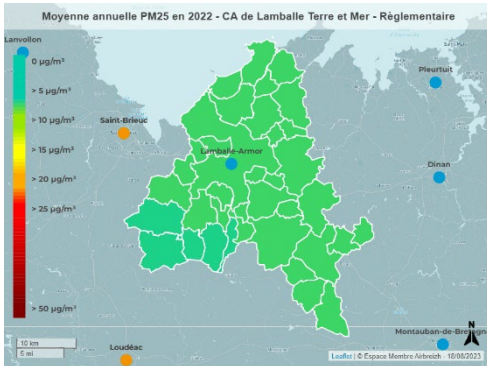 Moyenne annuelle PM25 en 2022 - CA de Lamballe Terre et Mer - Règlementaire
Lanvollon
0 µg/m³
> 5 µg/m³
> 10 µg/m³
> 15 µg/m³
> 20 µg/m³
> 25 µg/m³
> 50 µg/m³
Pleurtuit
Saint-Brieuc
Lamballe-Armor
Dinan
Loudéac
Montauban-de-Bretagne
N
10 km
5 mi
Leaflet | © Espace Membre Airbreizh - 18/08/2023